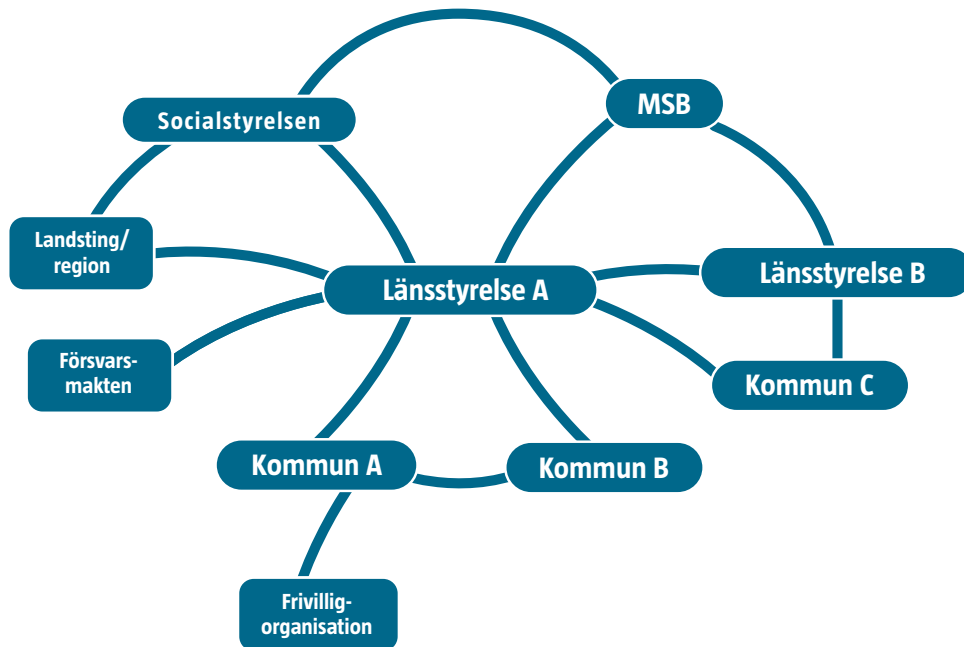 MSB
Socialstyrelsen
Landsting/
region
Länsstyrelse A
Länsstyrelse B
Försvars-
makten
Kommun C
Kommun A
Kommun B
Frivillig-
organisation